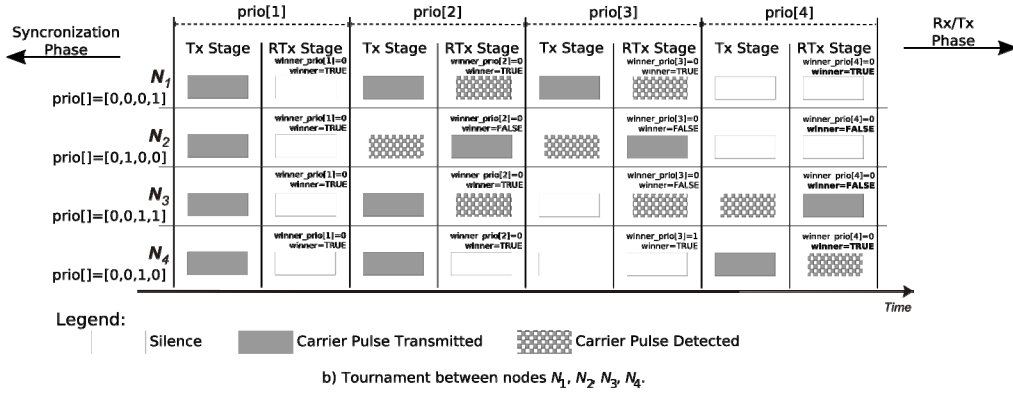 prio[1] prio[2] prio[3] prio[4]
Syncronization Phase
Rx/Tx Phase
Tx Stage RTx Stage Tx Stage RTx Stage Tx Stage RTx Stage Tx Stage RTx Stage
winner_prio[1]=0 winner_prio[2]=0 winner_prio[3]=0 winner_prio[4]=0
winner=TRUE winner=TRUE winner=TRUE winner=TRUE
N1
prio[]=[0,0,0,1]
winner_prio[1]=0 winner_prio[2]=0 winner_prio[3]=0 winner_prio[4]=0
winner=TRUE winner=FALSE winner=FALSE winner=FALSE
N2
prio[]=[0,1,0,0]
winner_prio[1]=0 winner_prio[2]=0 winner_prio[3]=0 winner prio[4]=0
winner=TRUE winner=TRUE winner=FALSE winner=FALSE
N3
prio[]=[0,0,1,1]
winner_prio[1]=0 winner_prio[2]=0 winner_prio[3]=1 winner prio[4]=0
winner=TRUE winner=TRUE winner=TRUE winner=TRUE
N4
prio[]=[0,0,1,0]
Time
Legend:
Silence Carrier Pulse Transmitted Carrier Pulse Detected
b) Tournament between nodes N1, N2, N3, N4.